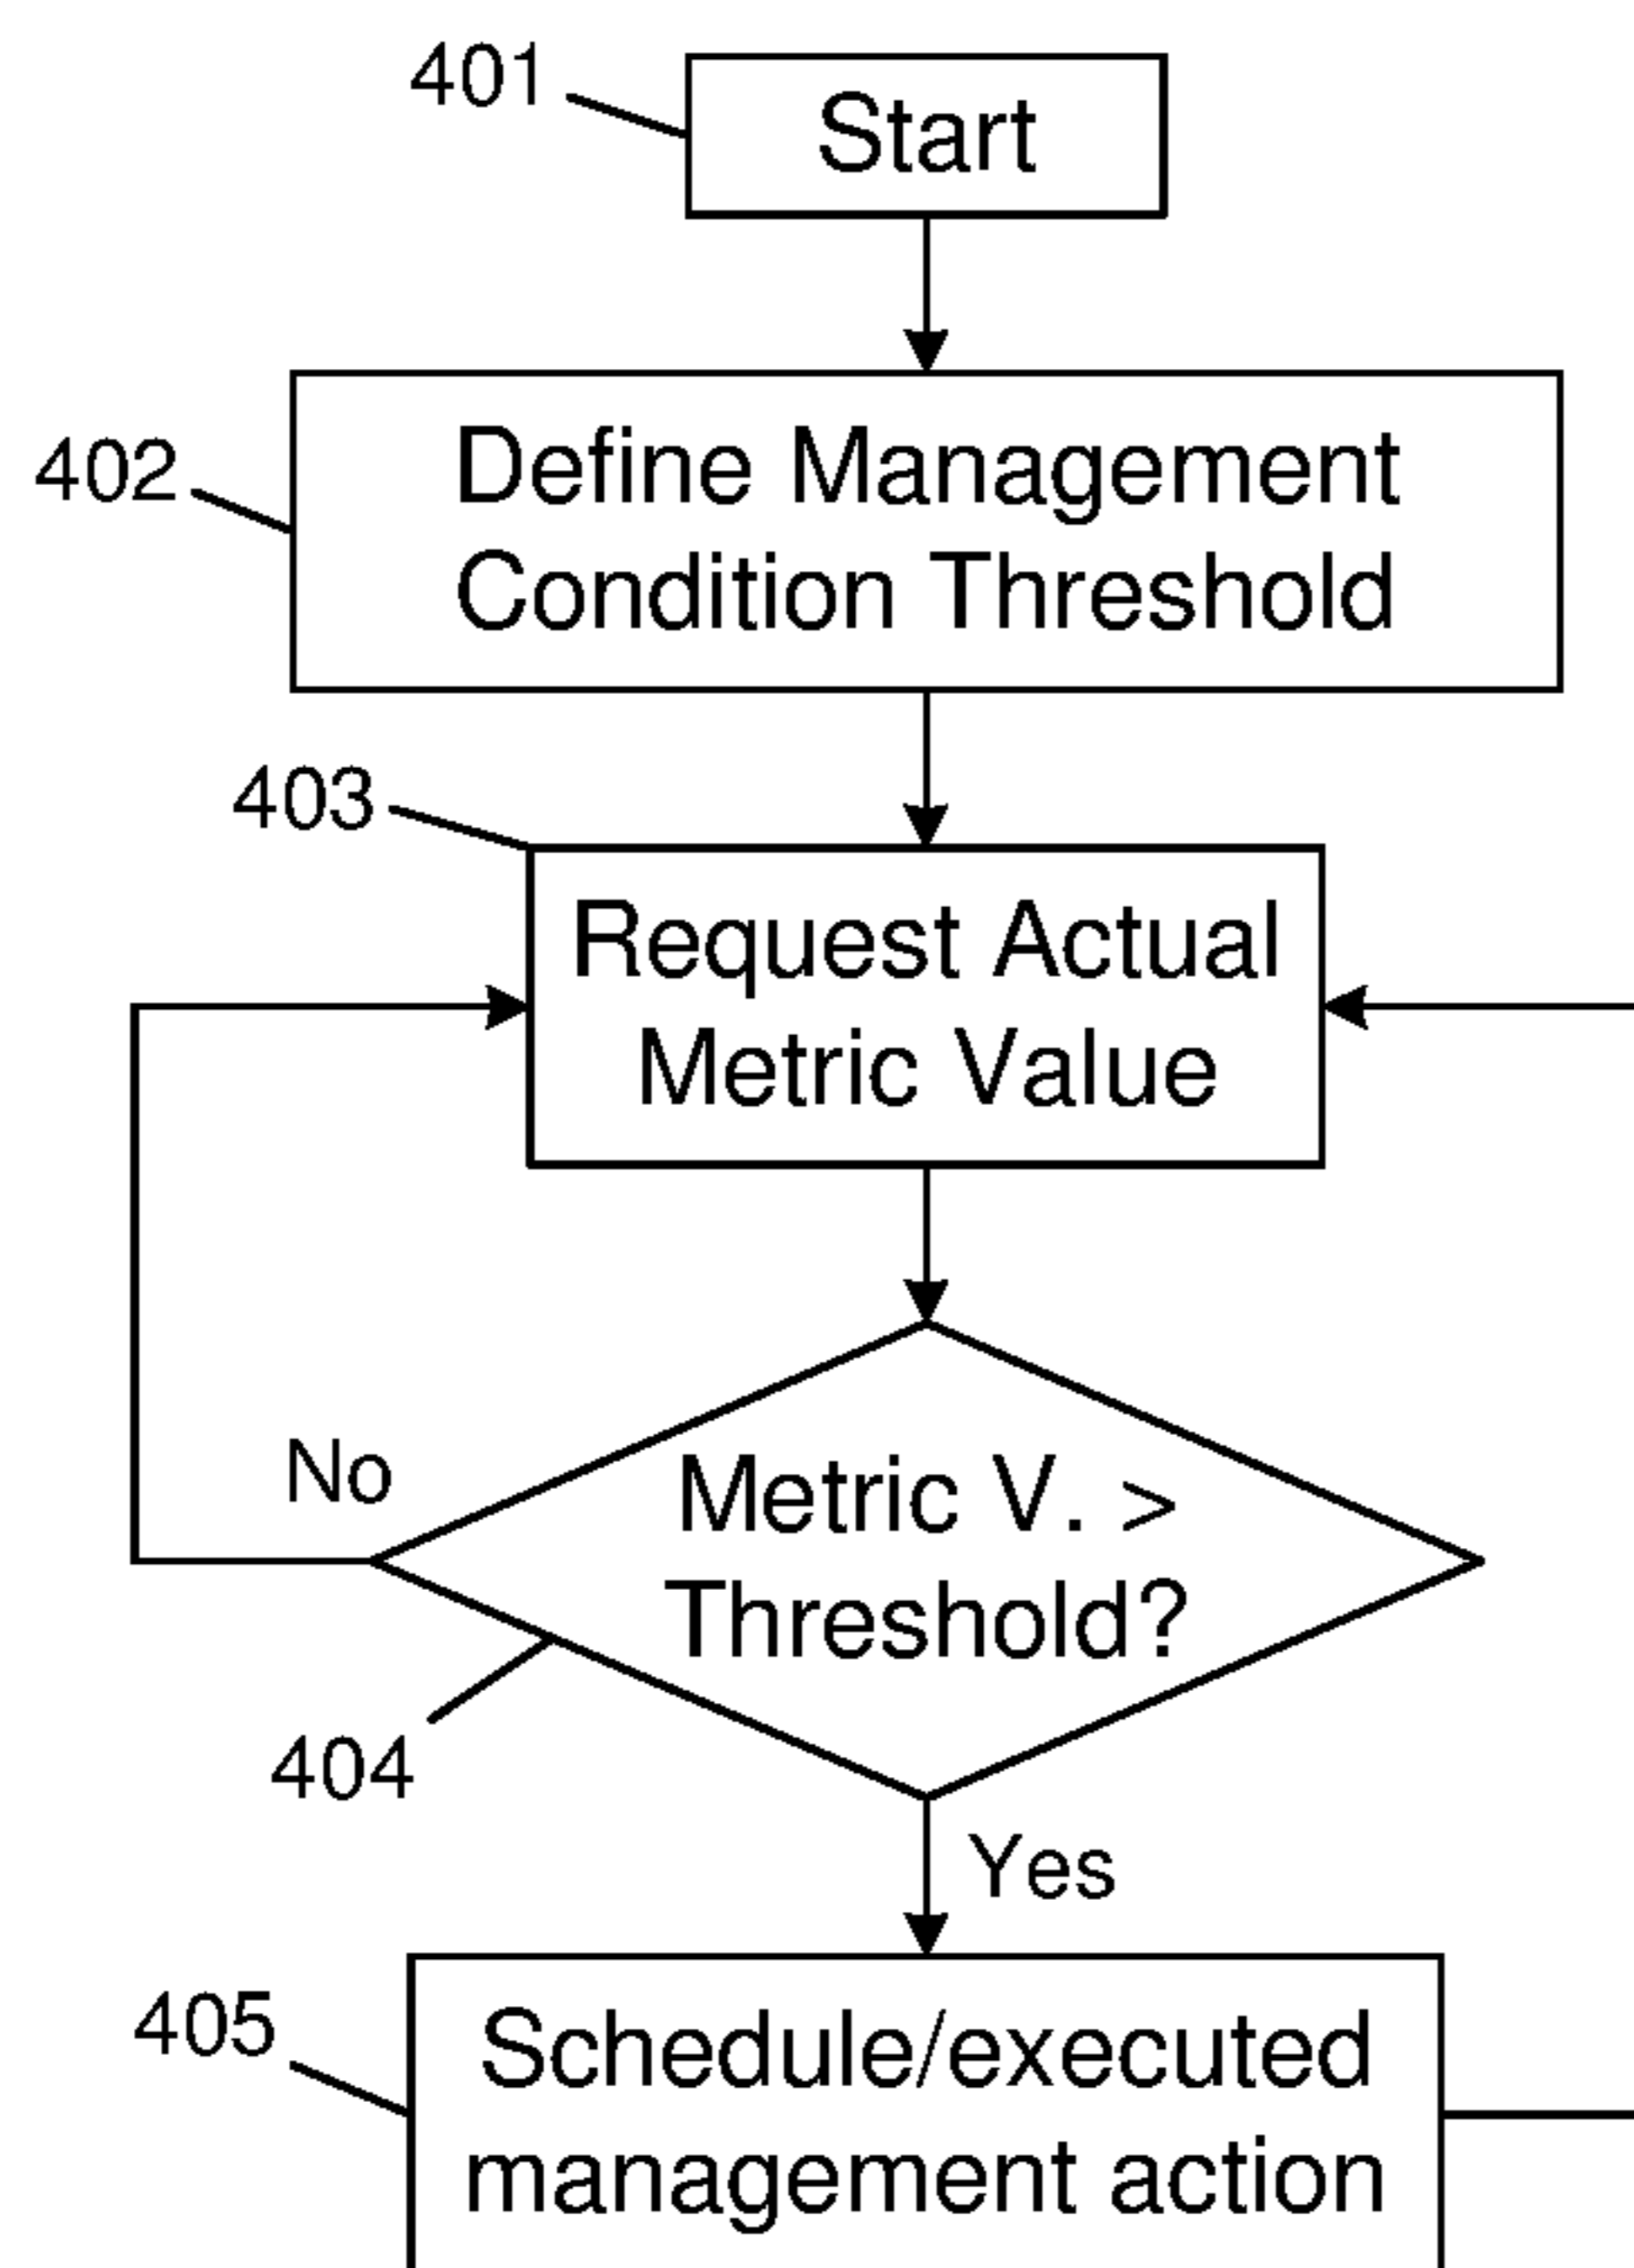 401
Start
402
Define Management
Condition Threshold
403
Request Actual
Metric Value
No
Metric V. >
Threshold?
404
Yes
405
Schedule/executed
management action